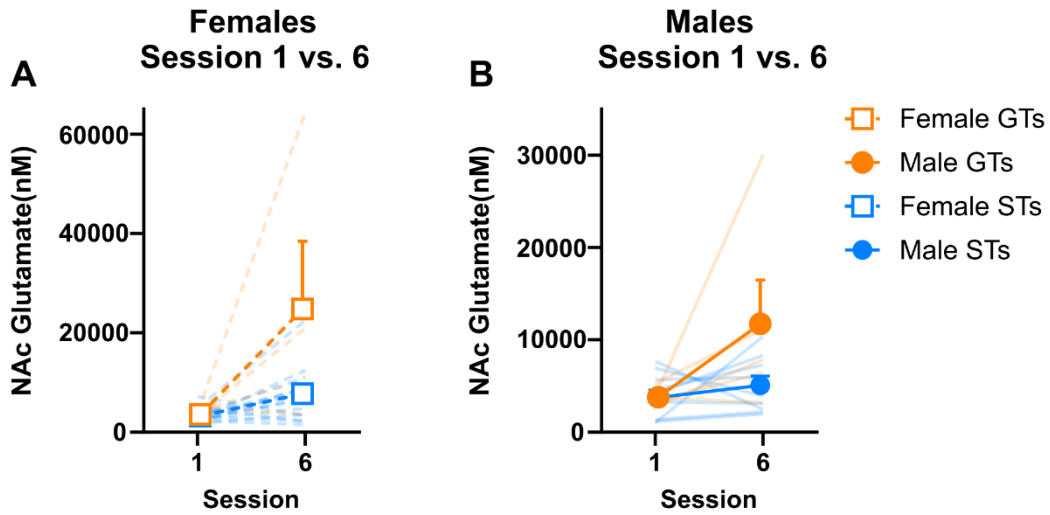 Females
Session 1 vs. 6
A
NAc Glutamate(nM)
60000
40000
20000
0
1
6
Session
Males
Session 1 vs. 6
B
NAc Glutamate(nM)
30000
20000
10000
0
1
6
Session
Female GTs
Male GTs
Female STs
Male STs